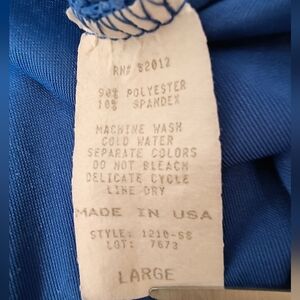 RN# 52012
90% POLYESTER
10% SPANDEX
MACHINE WASH
COLD WATER
SEPARATE COLORS
DO NOT BLEACH
DELICATE CYCLE
LINE DRY
MADE IN USA
STYLE: 1210-SS
LOT: 7673
LARGE